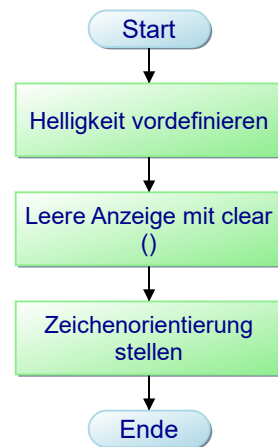 Start
Helligkeit vordefinieren
Leere Anzeige mit clear
()
Zeichenorientierung
stellen
Ende